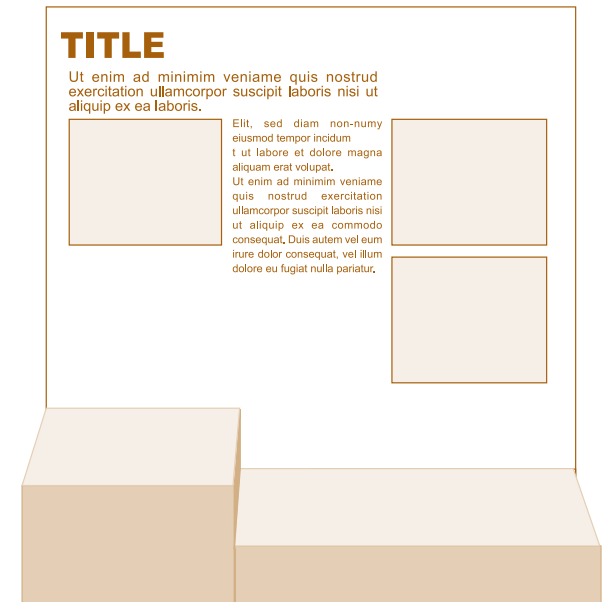 TITLE
Ut enim ad minimim veniame quis nostrud
exercitation ullamcorpor suscipit laboris nisi ut
aliquip ex ea laboris.
Elit, sed diam non-numy
eiusmod tempor incidum
t ut labore et dolore magna
aliquam erat volupat.
Ut enim ad minimim veniame
quis nostrud exercitation
ullamcorpor suscipit laboris nisi
ut aliquip ex ea commodo
consequat. Duis autem vel eum
irure dolor consequat, vel illum
dolore eu fugiat nulla pariatur.